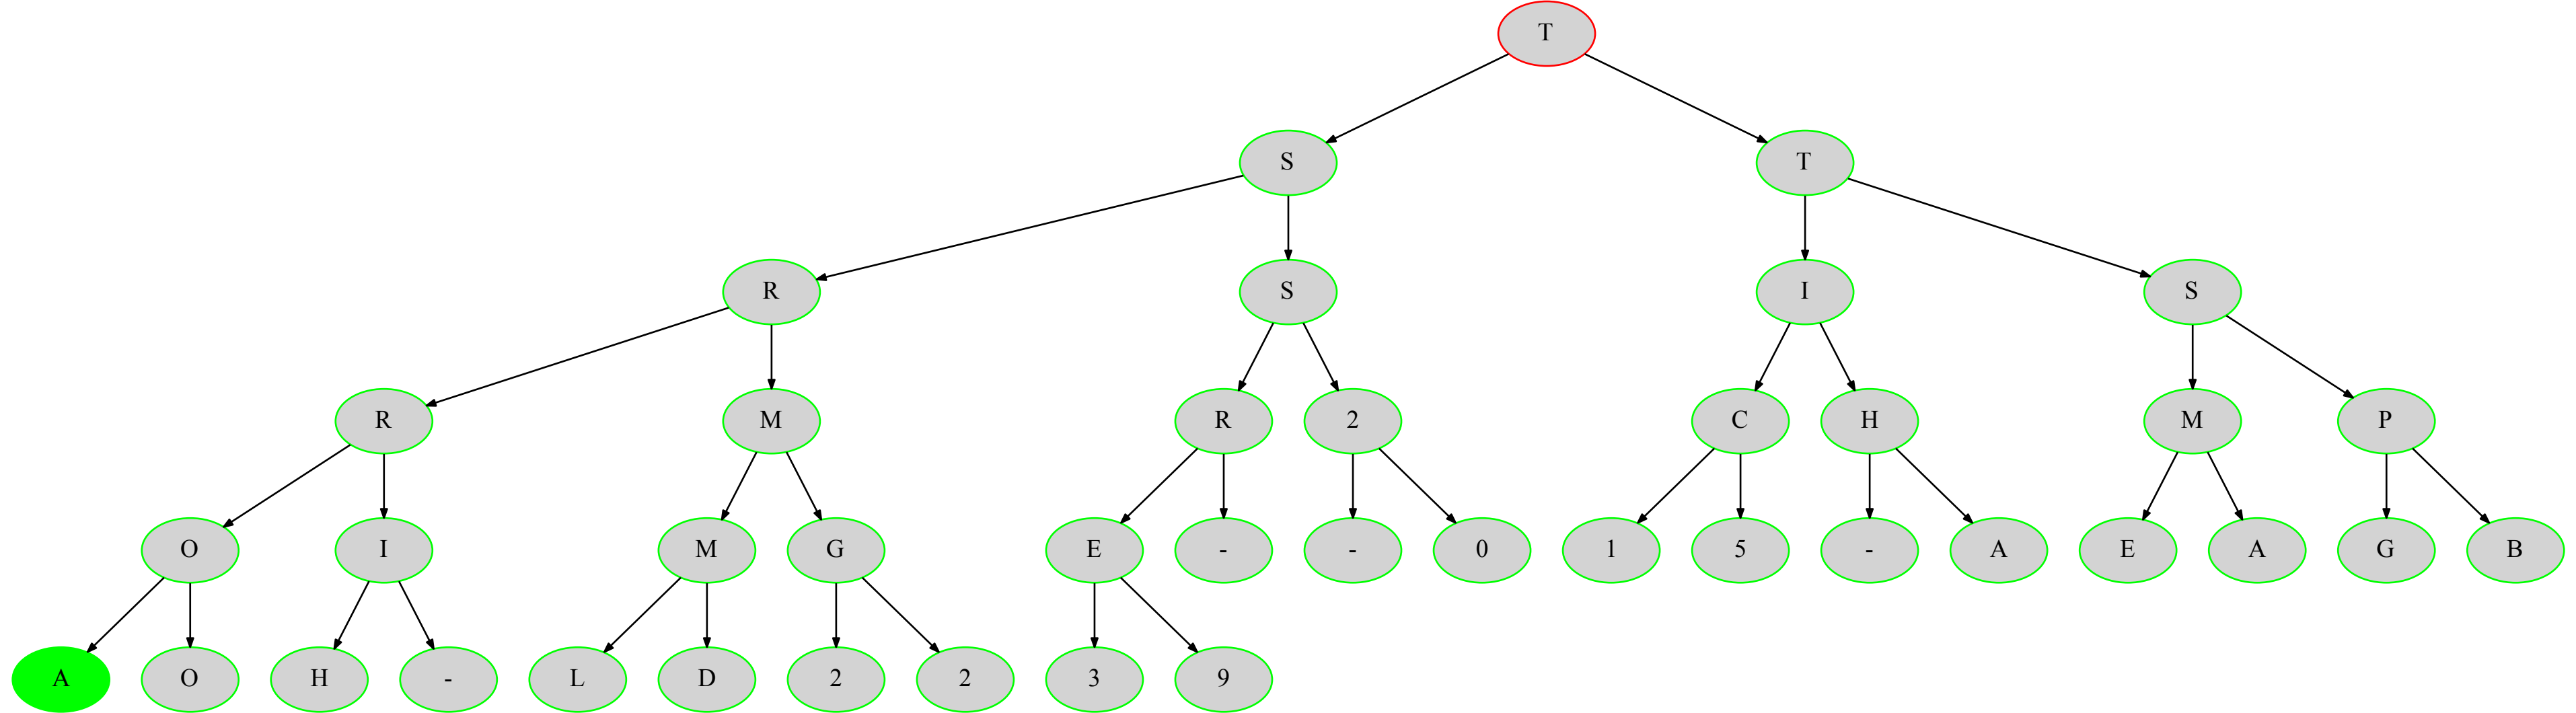 T
S T
R S I S
R M R 2 C H M P
O I M G E - - 0 1 5 - A E A G B
A O H - L D 2 2 3 9